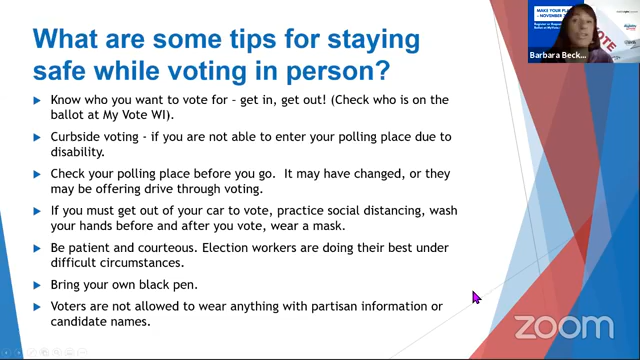 What are some tips for staying
safe while voting in person?
Know who you want to vote for - get in, get out! (Check who is on the
ballot at My Vote WI).
Curbside voting - if you are not able to enter your polling place due to
disability.
Check your polling place before you go. It may have changed, or they
may be offering drive through voting.
If you must get out of your car to vote, practice social distancing, wash
your hands before and after you vote, wear a mask.
Be patient and courteous. Election workers are doing their best under
difficult circumstances.
Bring your own black pen.
Voters are not allowed to wear anything with partisan information or
candidate names.
MAKE YOUR PLA
- NOVEMBER
Barbara Beck...
zoom